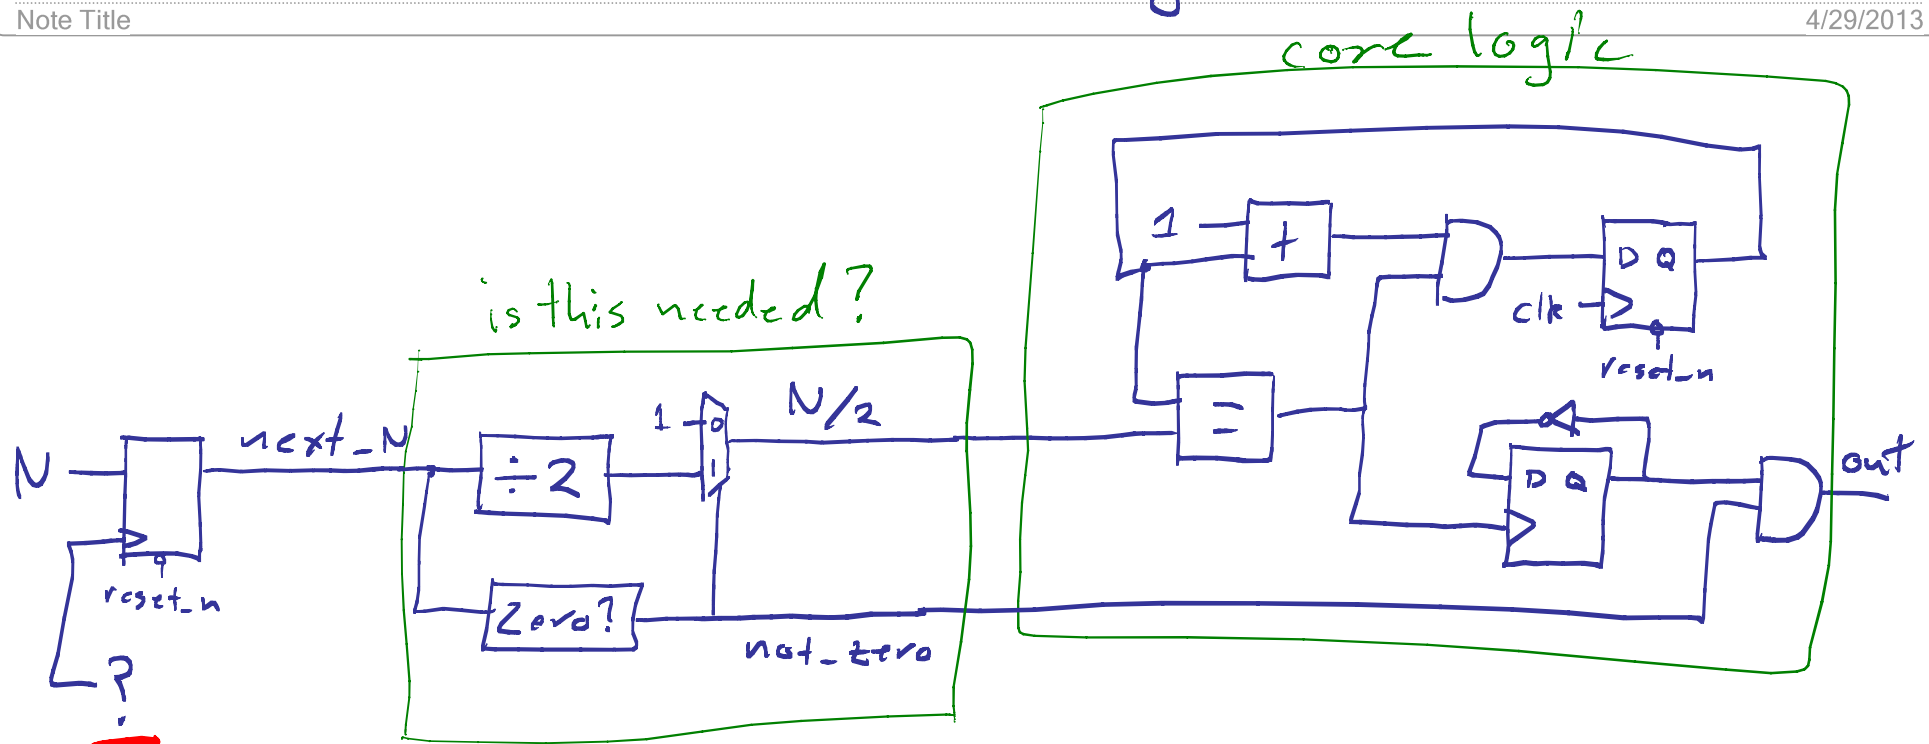 Note Title
4/29/2013
core logic
1
+
D Q
clk
reset_n
is this needed?
N
next_N
÷2
1
0
1
N/2
=
D Q
out
reset_n
Zero?
not_zero
?